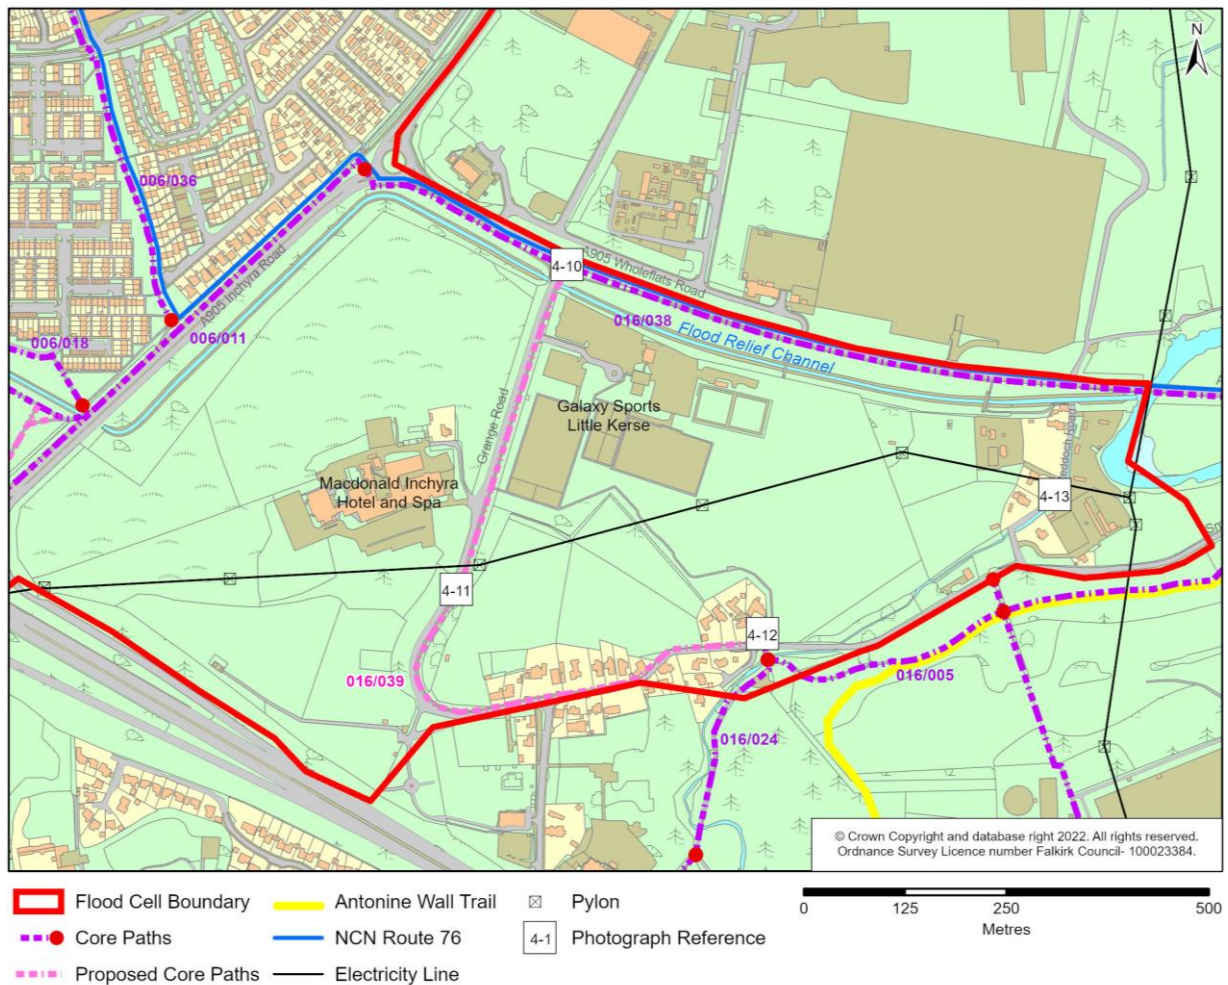 N
006/036
4-10
A905 Wholeflats Road
A905 Inchyra Road
006/018
006/011
016/038
Flood Relief Channel
Galaxy Sports
Little Kerse
Grange Road
Macdonald Inchyra
Hotel and Spa
4-13
4-11
4-12
016/039
016/005
016/024
© Crown Copyright and database right 2022. All rights reserved.
Ordnance Survey Licence number Falkirk Council- 100023384.
Flood Cell Boundary
Antonine Wall Trail
Pylon
0 125 250 500
Metres
Core Paths
NCN Route 76
4-1 Photograph Reference
Proposed Core Paths
Electricity Line